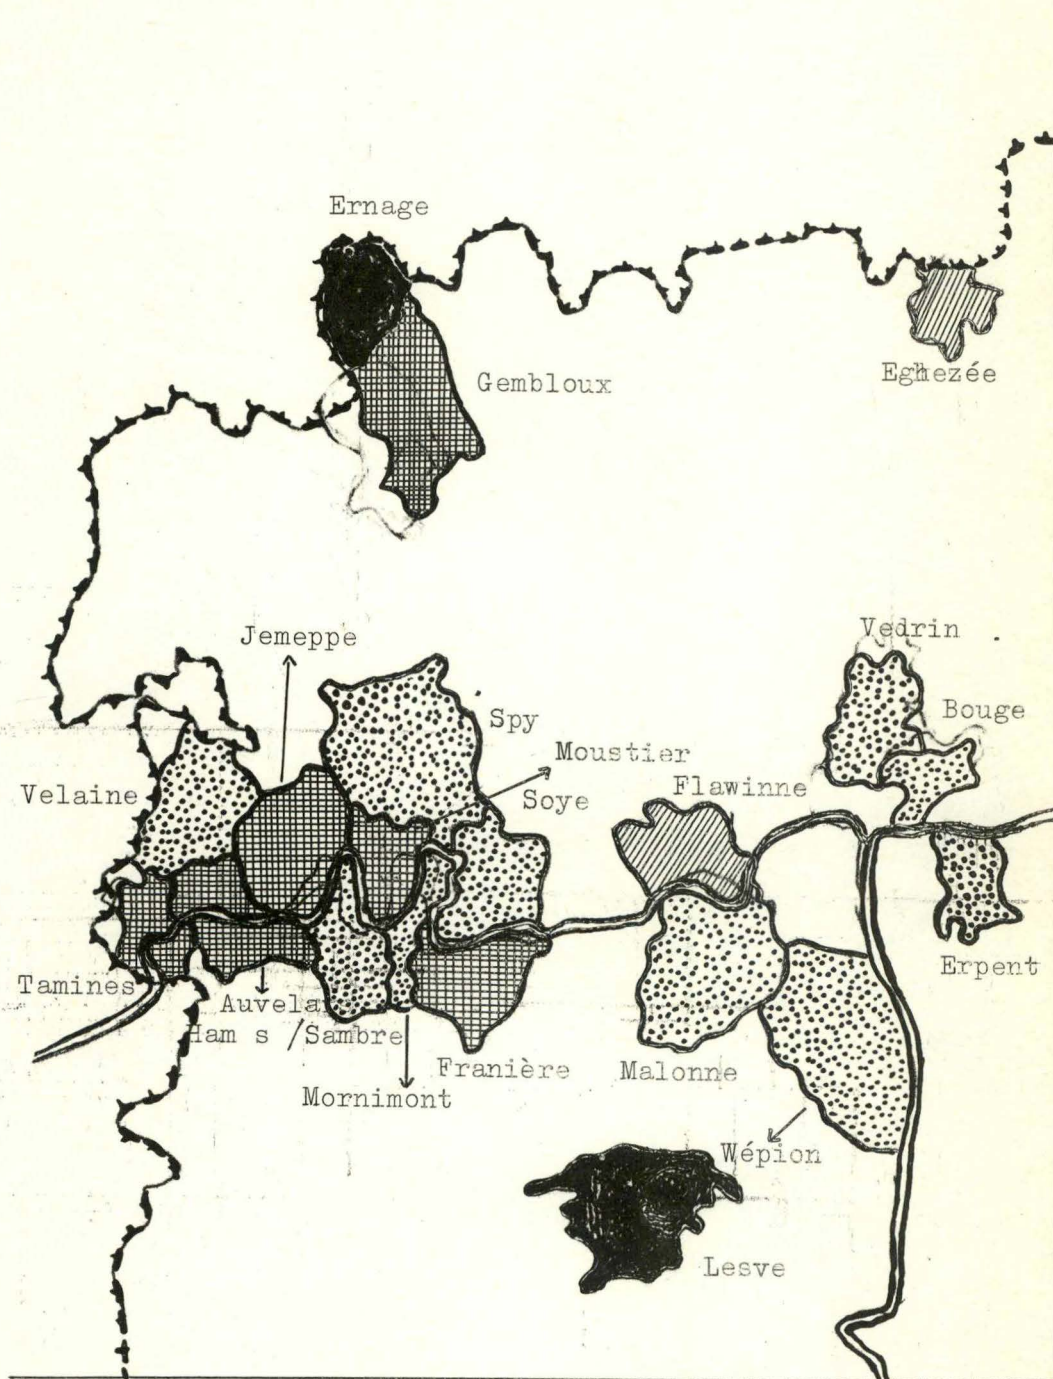 Ernage
Gembloux
Eghezée
Jemeppe
Vedrin
Bouge
Spy
Moustier
Soye
Flawinne
Velaine
Tamines
Auvela
Ham s /Sambre
Erpent
Franière
Malonne
Mornimont
Wépion
Lesve